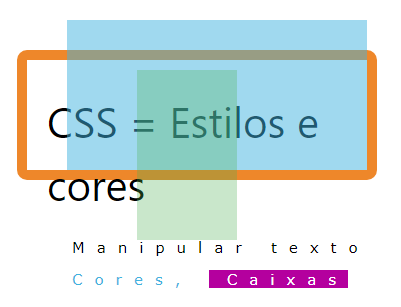 CSS = Estilos e
cores
Manipular texto
Cores, Caixas